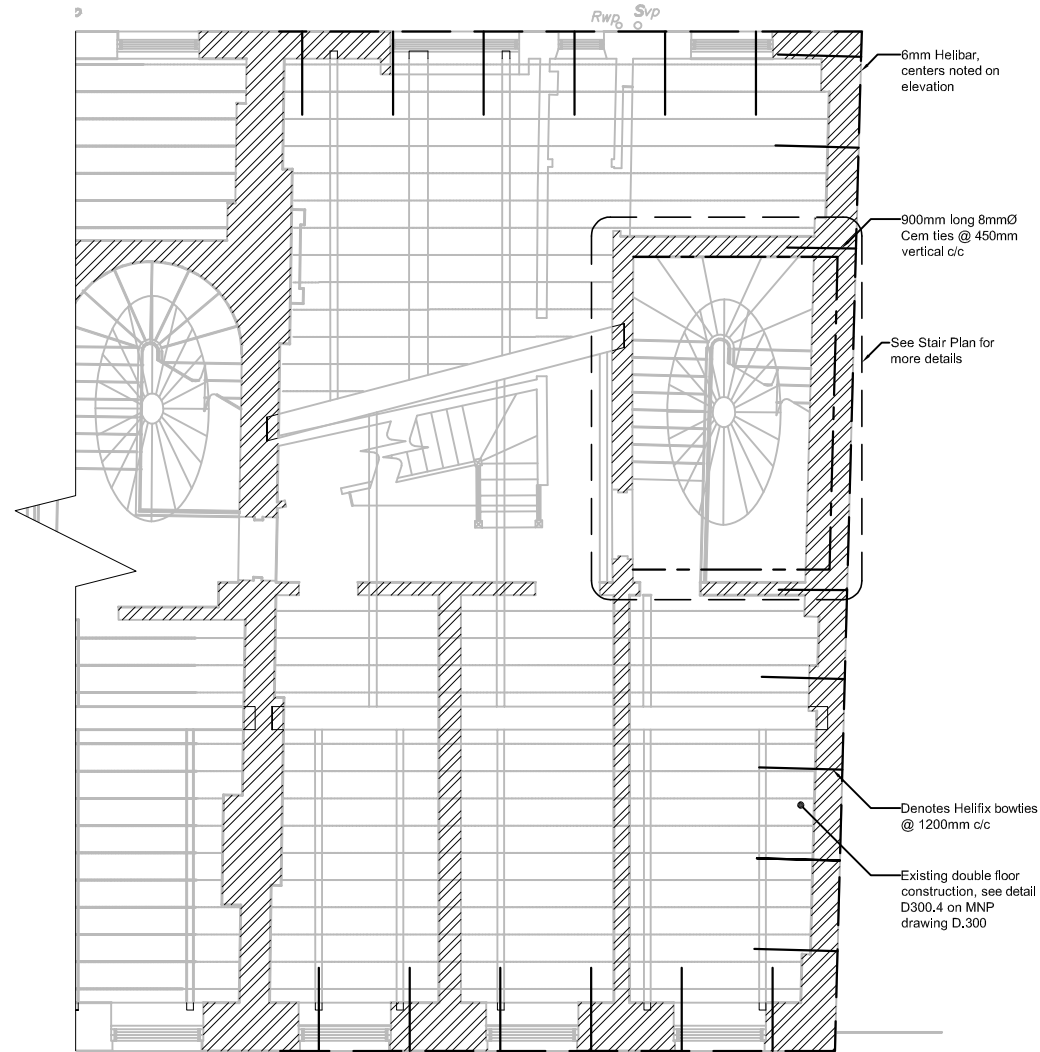 Rwp Svp
6mm Helibar,
centers noted on
elevation
900mm long 8mmØ
Cem ties @ 450mm
vertical c/c
See Stair Plan for
more details
Denotes Helifix bowties
@ 1200mm c/c
Existing double floor
construction, see detail
D300.4 on MNP
drawing D.300